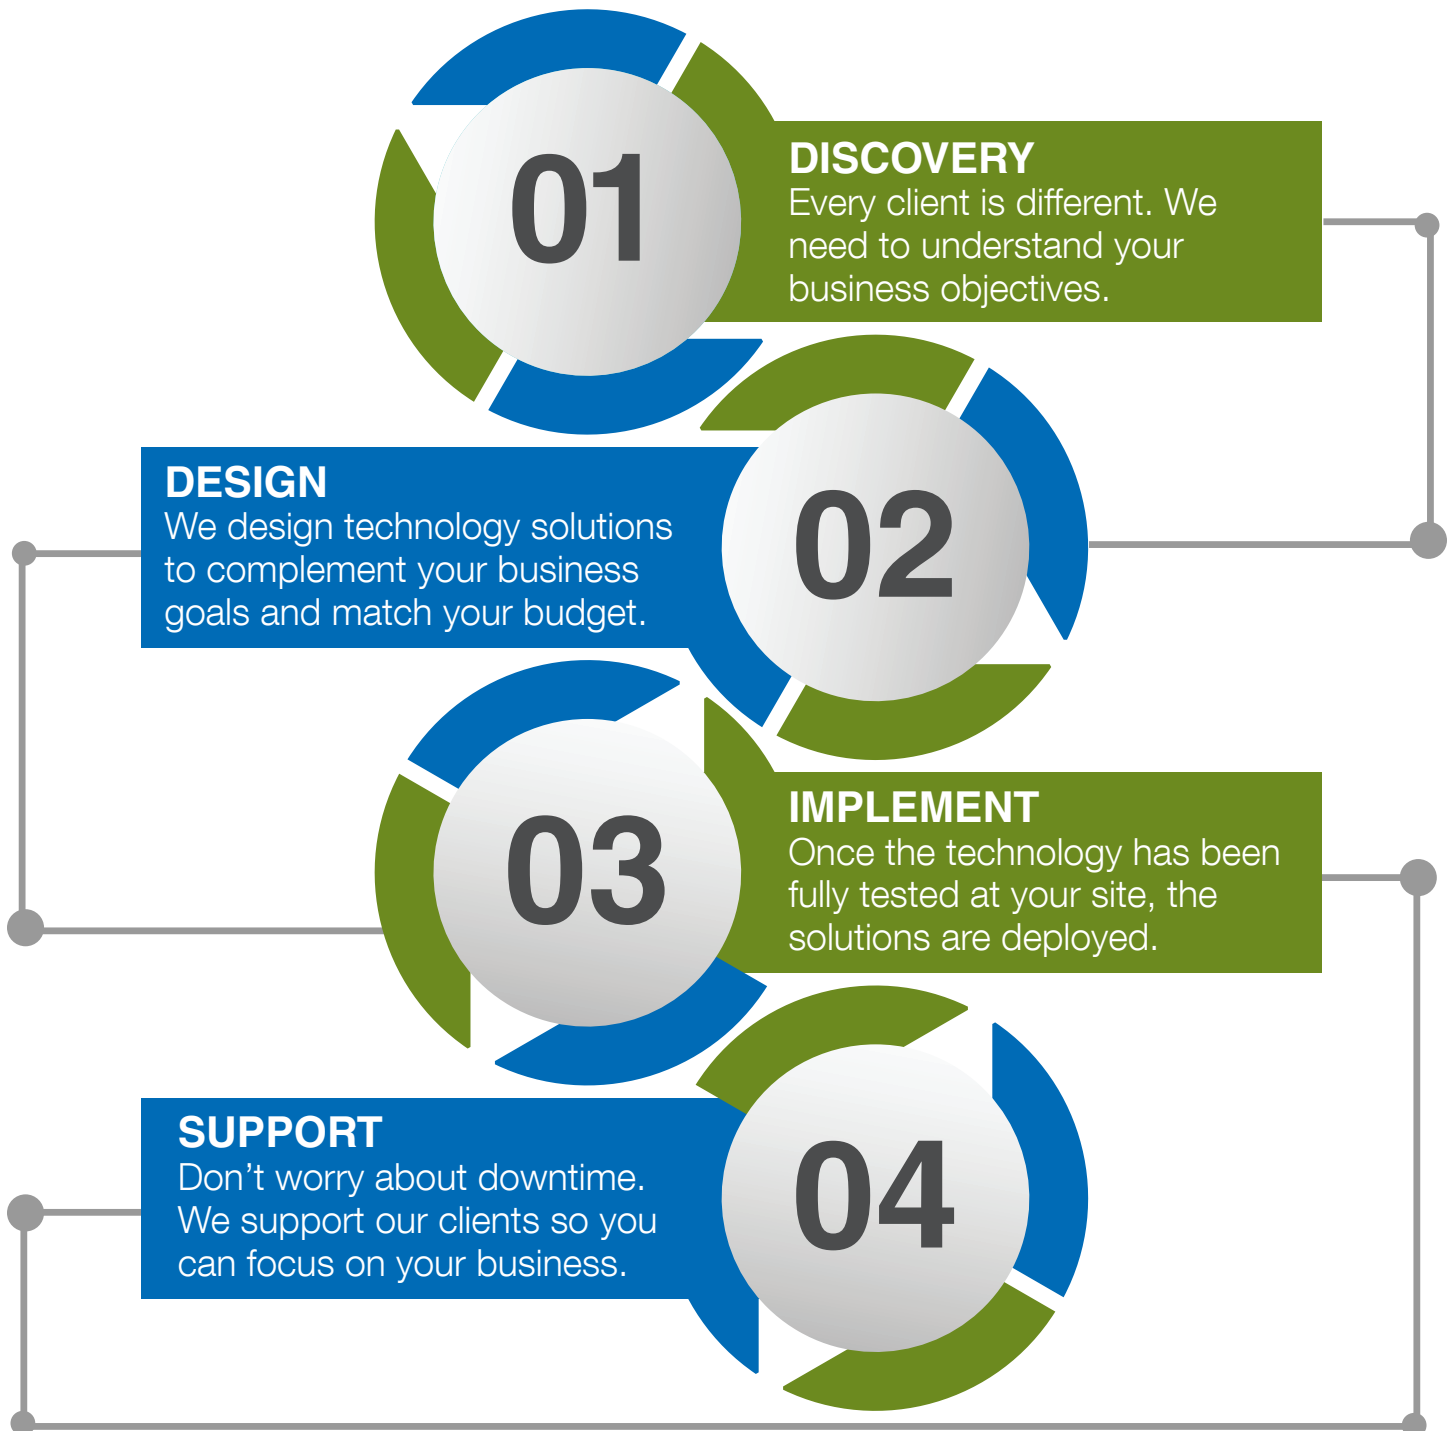 01
DISCOVERY
Every client is different. We
need to understand your
business objectives.
02
DESIGN
We design technology solutions
to complement your business
goals and match your budget.
03
IMPLEMENT
Once the technology has been
fully tested at your site, the
solutions are deployed.
04
SUPPORT
Don’t worry about downtime.
We support our clients so you
can focus on your business.